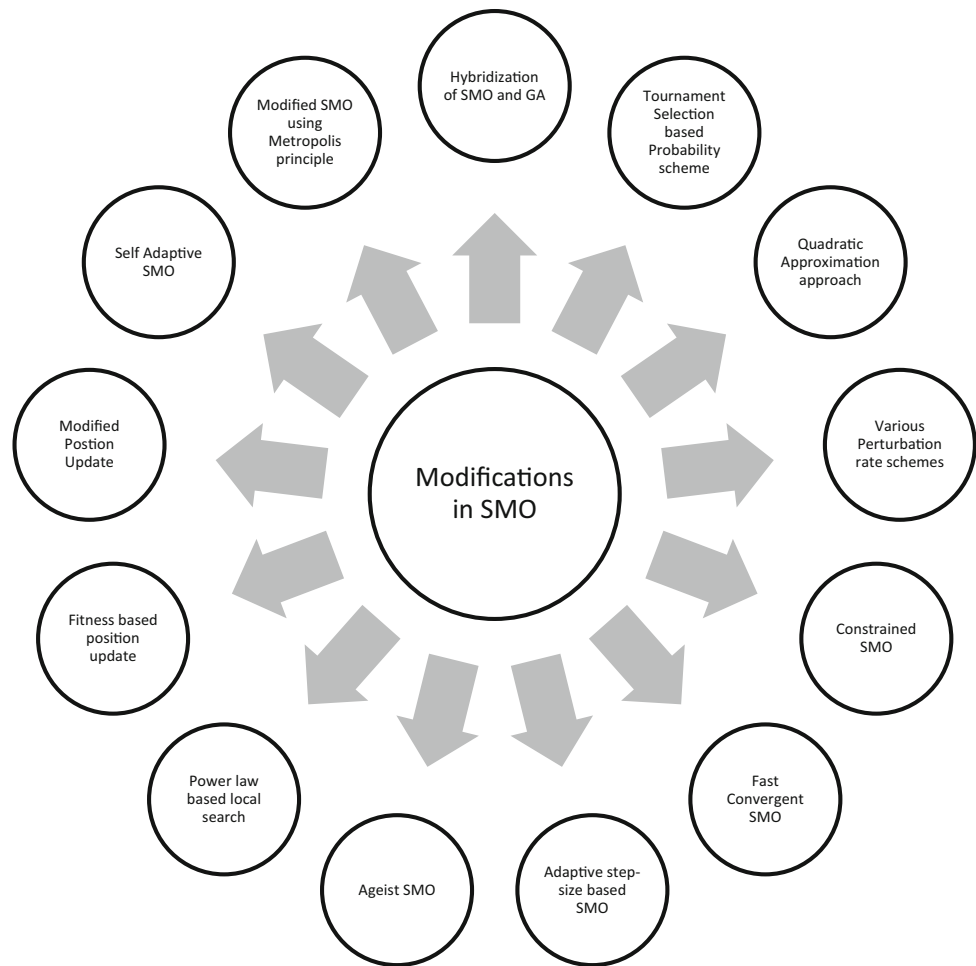 Modifications
in SMO
Hybridization
of SMO and GA
Tournament
Selection
based
Probability
scheme
Quadratic
Approximation
approach
Various
Perturbation
rate schemes
Constrained
SMO
Fast
Convergent
SMO
Adaptive step-
size based
SMO
Ageist SMO
Power law
based local
search
Fitness based
position
update
Modified
Postion
Update
Self Adaptive
SMO
Modified SMO
using
Metropolis
principle